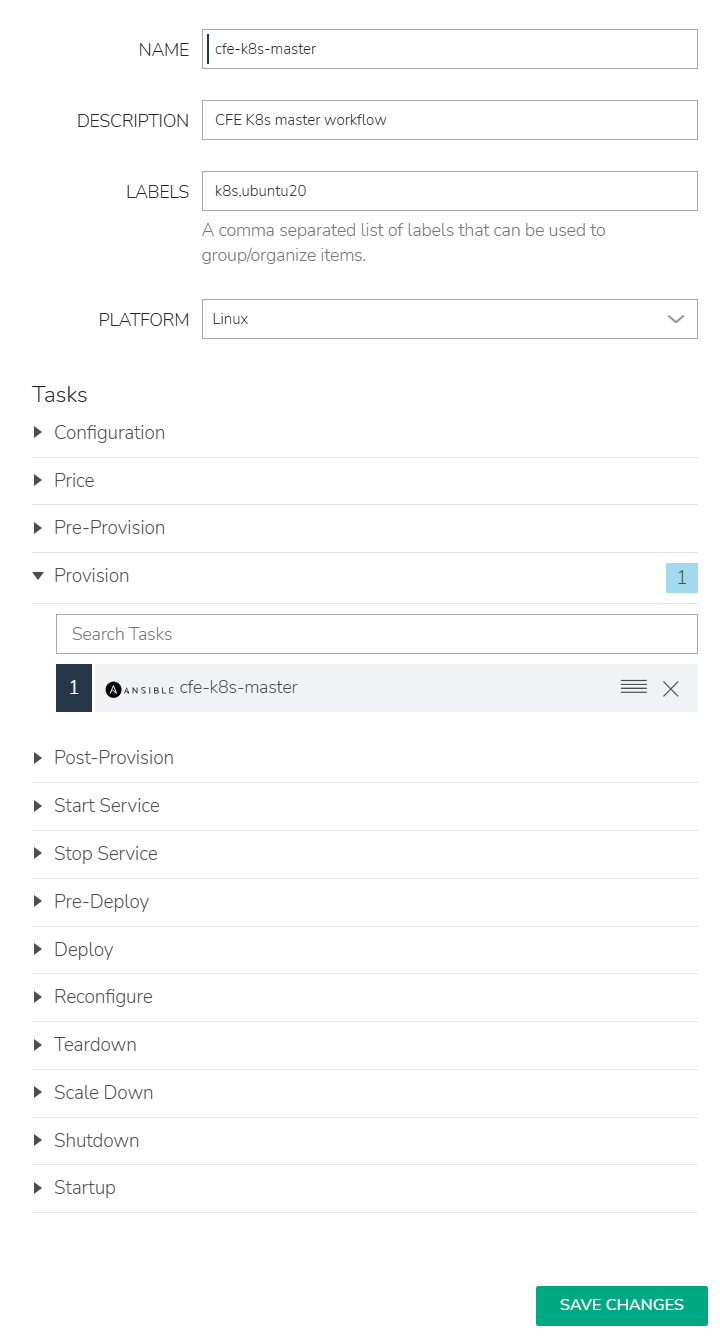 NAME cfe-k8s-master
DESCRIPTION CFE K8s master workflow
LABELS k8s,ubuntu20
A comma separated list of labels that can be used to
group/organize items.
PLATFORM Linux
Tasks
Configuration
Price
Pre-Provision
Provision 1
Search Tasks
1 A ANSIBLE cfe-k8s-master
Post-Provision
Start Service
Stop Service
Pre-Deploy
Deploy
Reconfigure
Teardown
Scale Down
Shutdown
Startup
SAVE CHANGES